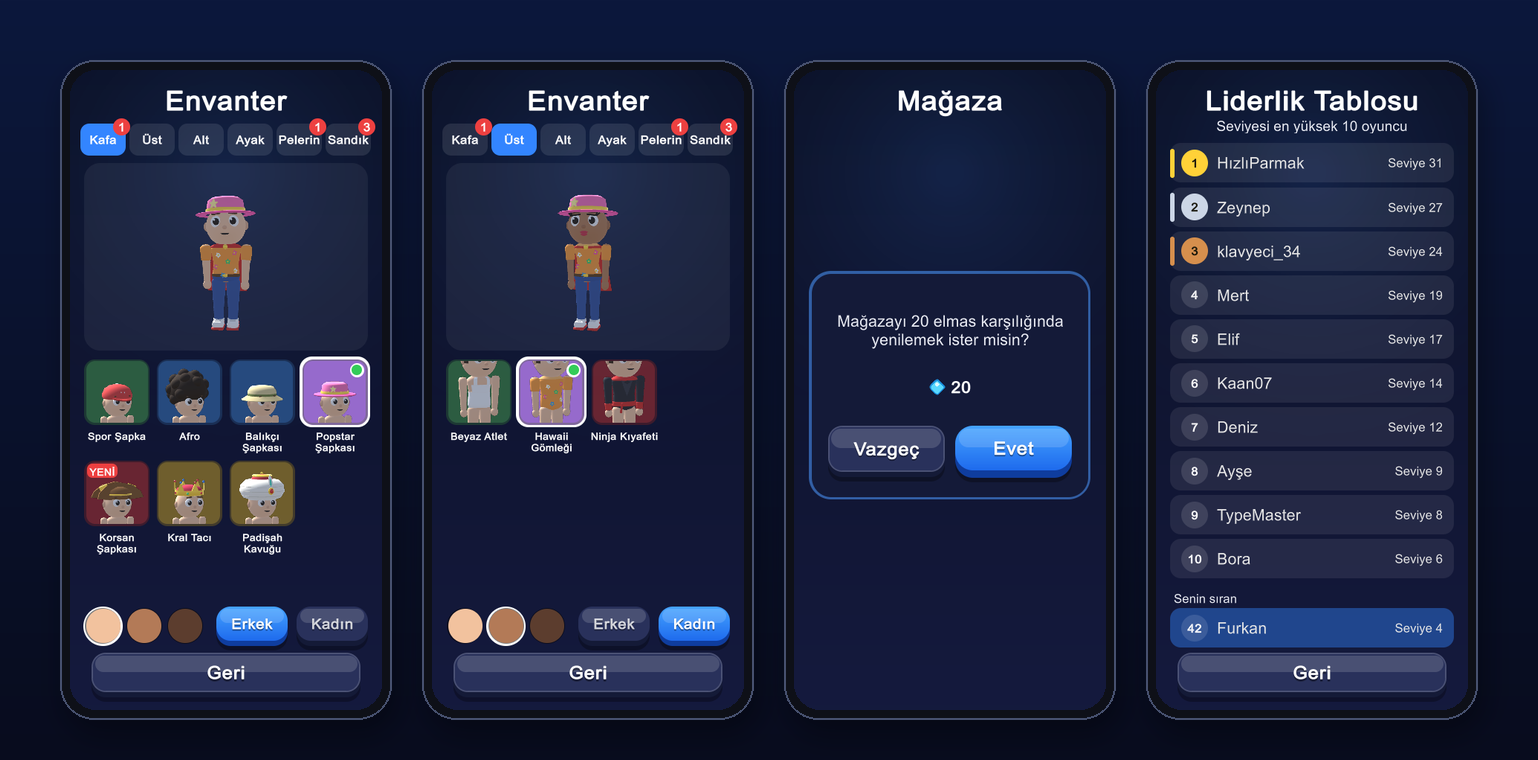 Envanter
Kafa 1 Üst Alt Ayak Pelerin 1 Sandık 3
Spor Şapka
Afro
Balıkçı
Şapkası
Popstar
Şapkası
YENİ
Korsan
Şapkası
Kral Tacı
Padişah
Kavuğu
Erkek Kadın
Geri
Envanter
Kafa 1 Üst Alt Ayak Pelerin 1 Sandık 3
Beyaz Atlet
Hawaii
Gömleği
Ninja Kıyafeti
Erkek Kadın
Geri
Mağaza
Mağazayı 20 elmas karşılığında
yenilemek ister misin?
20
Vazgeç Evet
Liderlik Tablosu
Seviyesi en yüksek 10 oyuncu
1 HızlıParmak Seviye 31
2 Zeynep Seviye 27
3 klavyeci_34 Seviye 24
4 Mert Seviye 19
5 Elif Seviye 17
6 Kaan07 Seviye 14
7 Deniz Seviye 12
8 Ayşe Seviye 9
9 TypeMaster Seviye 8
10 Bora Seviye 6
Senin sıran
42 Furkan Seviye 4
Geri